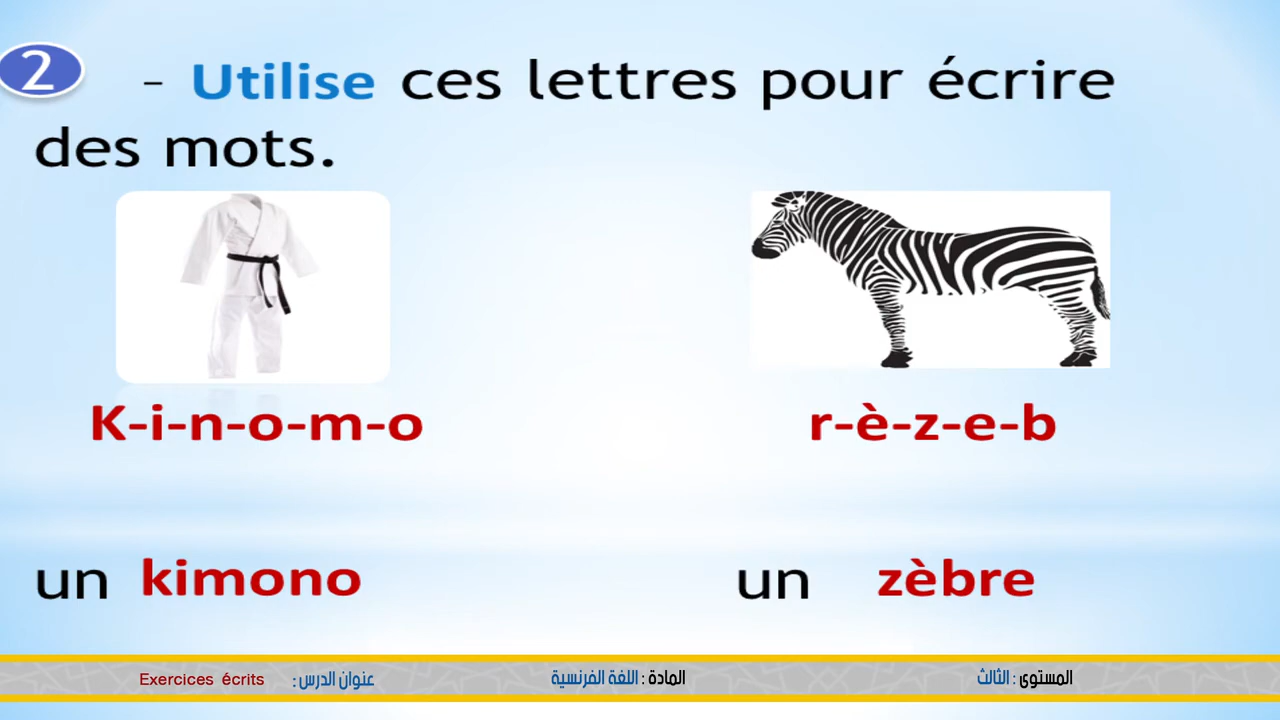 2
- Utilise ces lettres pour écrire
des mots.
K-i-n-o-m-o
r-è-z-e-b
un kimono
un zèbre
المستوى : الثالث
المادة : اللغة الفرنسية
عنوان الدرس : Exercices écrits